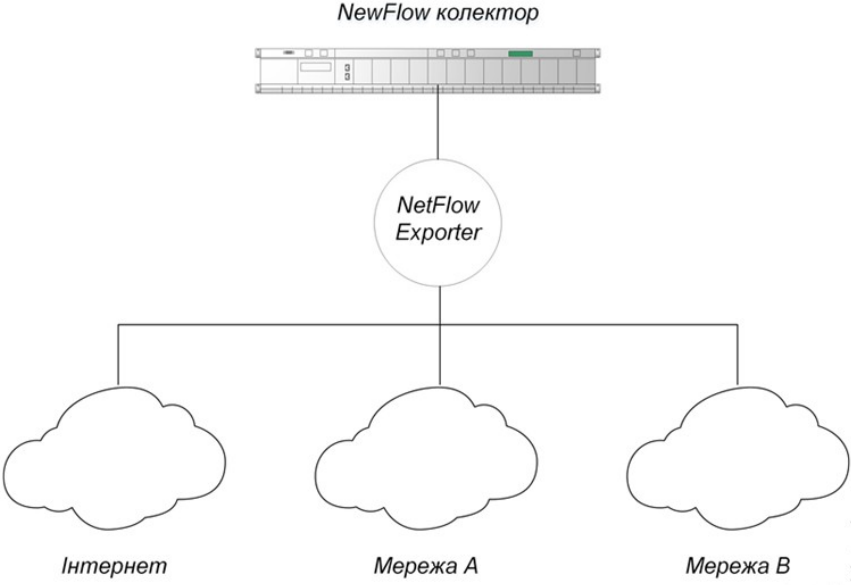 NewFlow колектор
NetFlow
Exporter
Інтернет
Мережа А
Мережа В